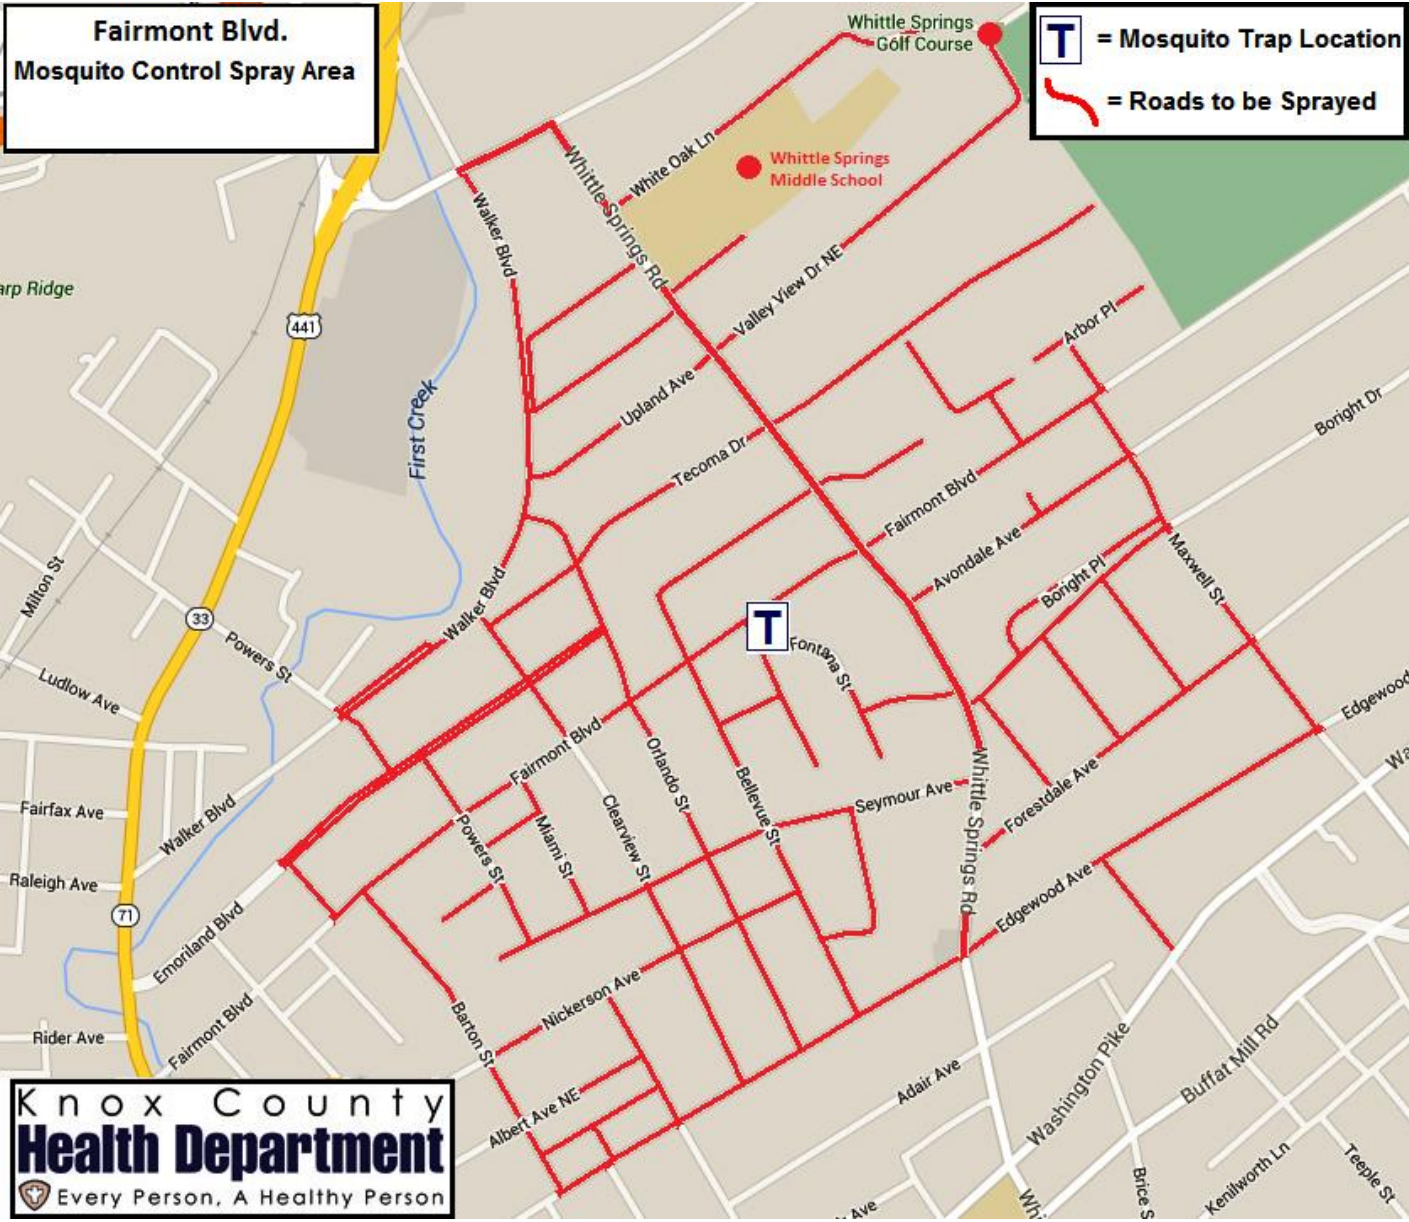 Fairmont Blvd.
Mosquito Control Spray Area
Whittle Springs
Golf Course
T
= Mosquito Trap Location
= Roads to be Sprayed
White Oak Ln
Whittle Springs
Middle School
Whittle Springs Rd
Walker Blvd
Valley View Dr NE
arp Ridge
441
Arbor Pl
First Creek
Upland Ave
Boright Dr
Tecoma Dr
Fairmont Blvd
Avondale Ave
Milton St
33
Walker Blvd
Boright Pl
Maxwell St
T
Fontana St
Powers St
Ludlow Ave
Edgewood
Fairmont Blvd
Orlando St
Whittle Springs Rd
Wa
Bellevue St
Seymour Ave
Fairfax Ave
Walker Blvd
Powers St
Miami St
Clearview St
Forestdale Ave
Raleigh Ave
71
Edgewood Ave
Emoriland Blvd
Nickerson Ave
Barton St
Fairmont Blvd
Rider Ave
Adair Ave
Washington Pike
Buffat Mill Rd
Albert Ave NE
Knox County
Health Department
Every Person, A Healthy Person
Brice S
Kenilworth Ln
Teeple St
Whi
Ave